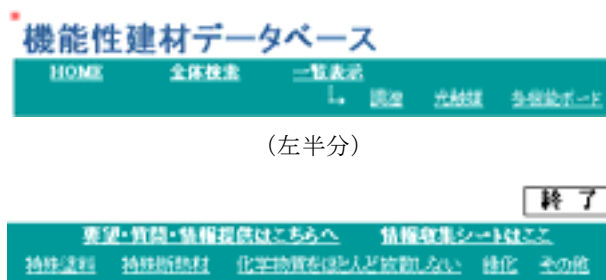 機能性建材データベース
HOME 全体検索 一覧表示
調湿 光触媒 多機能ボード
(左半分)
終了
要望・質問・情報提供はこちらへ 情報収集シートはここ
特殊塗料 特殊断熱材 化学物質をほとんど放散しない 緑化 その他